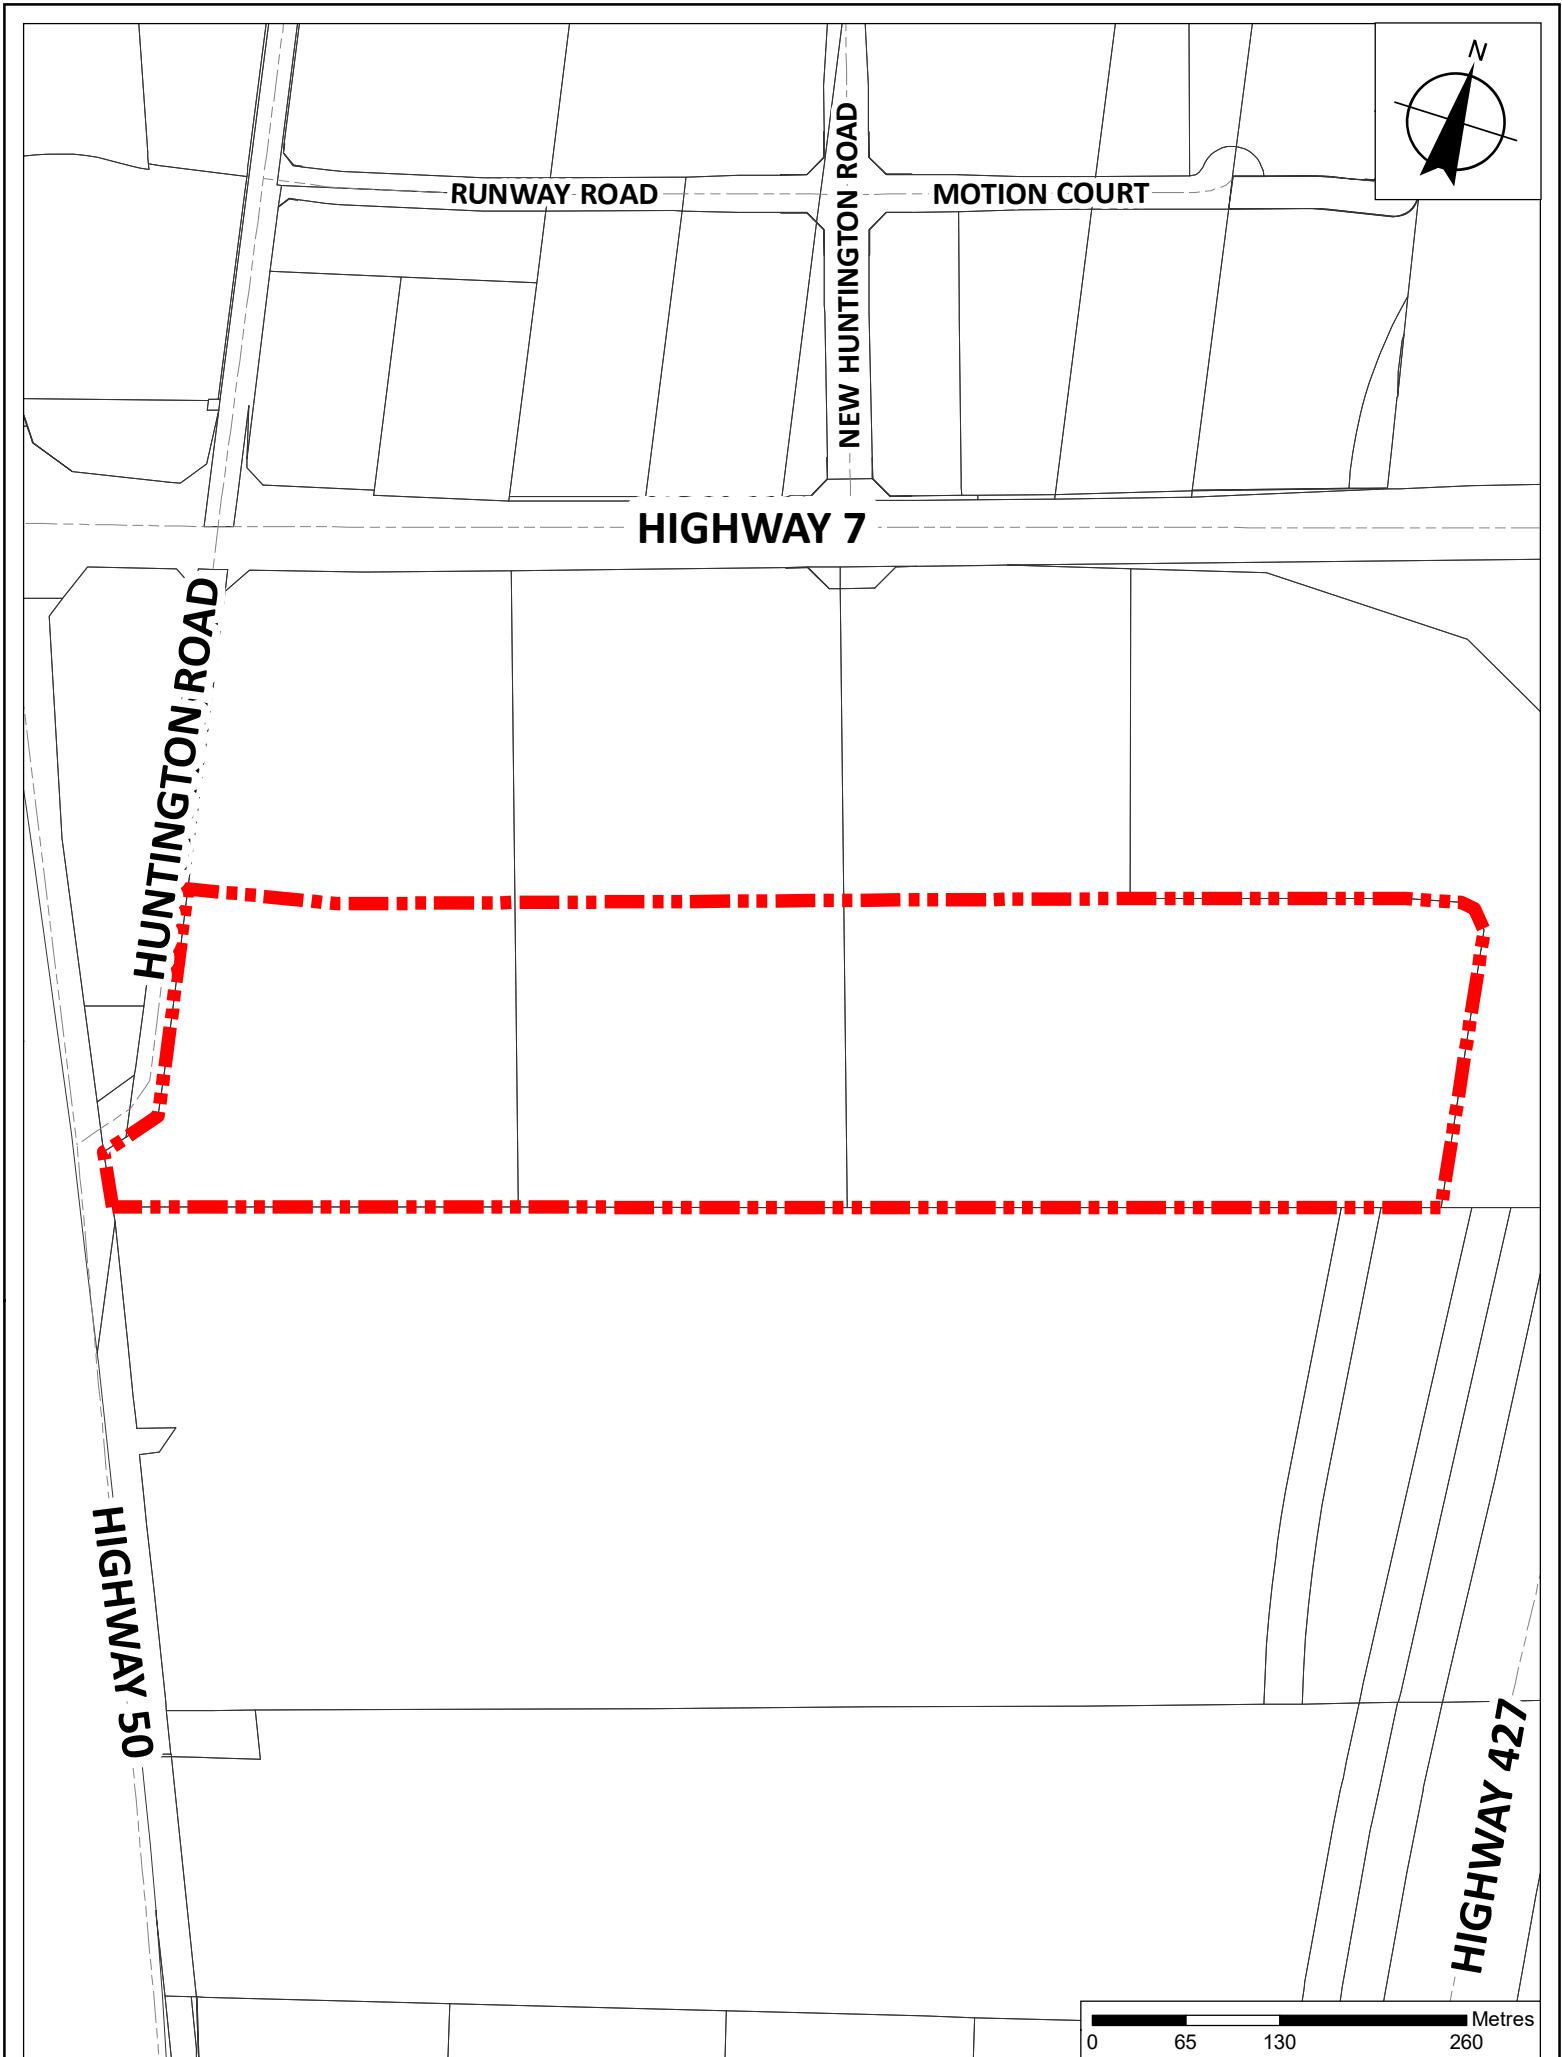 N
RUNWAY ROAD
MOTION COURT
NEW HUNTINGTON ROAD
HIGHWAY 7
HUNTINGTON ROAD
HIGHWAY 50
HIGHWAY 427
Metres
0 65 130 260